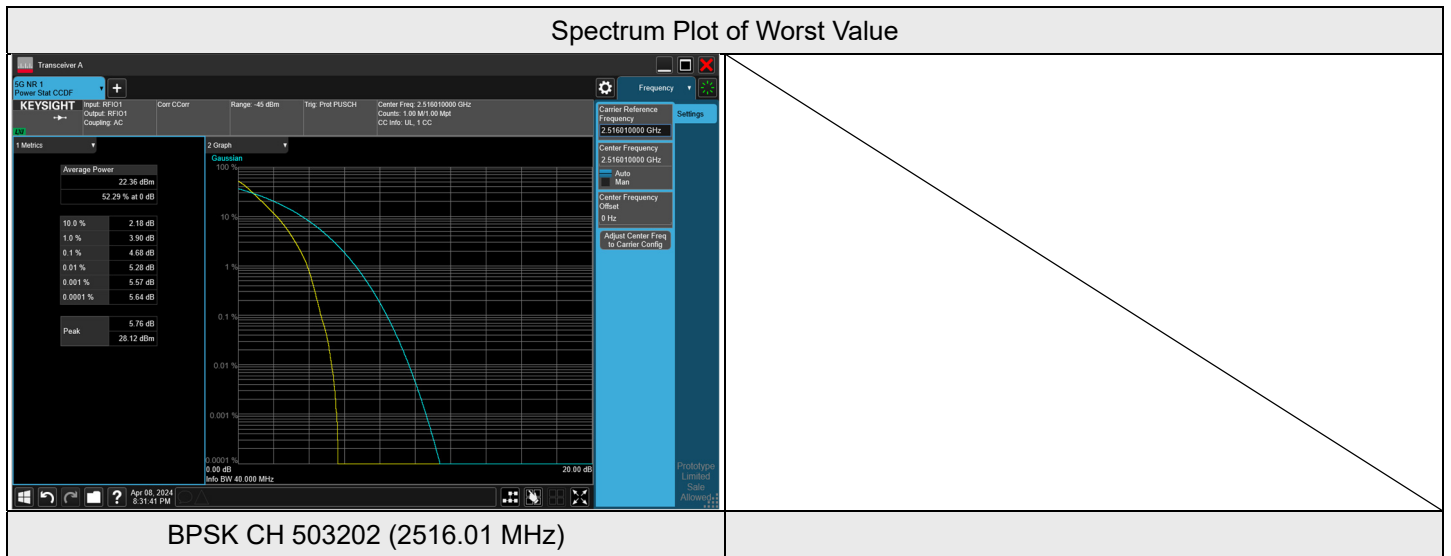 Spectrum Plot of Worst Value
Transceiver A
5G NR 1
Power Stat CCDF
Frequency
KEYSIGHT
Input: RFIO1
Output: RFIO1
Coupling: AC
Corr CCorr
Range: -45 dBm
Trig: Prot PUSCH
Center Freq: 2.516010000 GHz
Counts: 1.00 M/1.00 Mpt
CC Info: UL, 1 CC
LXI
1 Metrics
Average Power
22.36 dBm
52.29 % at 0 dB
10.0 % 2.18 dB
1.0 % 3.90 dB
0.1 % 4.68 dB
0.01 % 5.28 dB
0.001 % 5.57 dB
0.0001 % 5.64 dB
Peak
5.76 dB
28.12 dBm
2 Graph
Gaussian
100 %
10 %
1 %
0.1 %
0.01 %
0.001 %
0.0001 %
0.00 dB
20.00 dB
Info BW 40.000 MHz
Carrier Reference
Frequency
2.516010000 GHz
Settings
Center Frequency
2.516010000 GHz
Auto
Man
Center Frequency
Offset
0 Hz
Adjust Center Freq
to Carrier Config
Prototype
Limited
Sale
Allowed
Apr 08, 2024
8:31:41 PM
BPSK CH 503202 (2516.01 MHz)